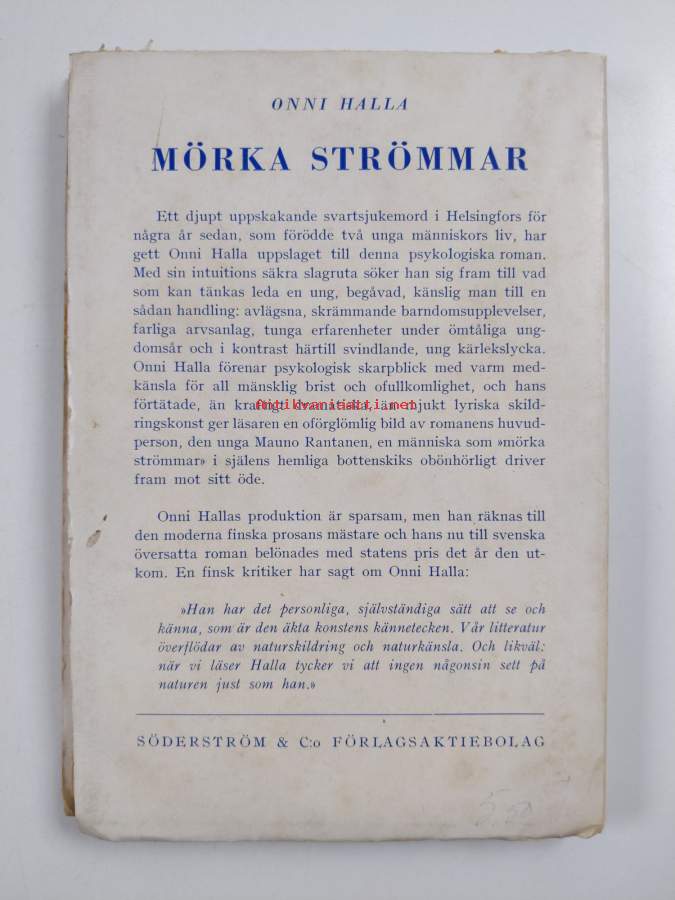 ONNI HALLA
MÖRKA STRÖMMAR
Ett djupt uppskakande svartsjukemord i Helsingfors för
några år sedan, som förödde två unga människors liv, har
gett Onni Halla uppslaget till denna psykologiska roman.
Med sin intuitions säkra slagruta söker han sig fram till vad
som kan tänkas leda en ung, begåvad, känslig man till en
sådan handling: avlägsna, skrämmande barndomsupplevelser,
farliga arvsanlag, tunga erfarenheter under ömtåliga ung-
domsår och i kontrast härtill svindlande, ung kärlekslycka.
Onni Halla förenar psykologisk skarpblick med varm med-
känsla för all mänsklig brist och ofullkomlighet, och hans
förtätade, än kraftigt dramatiska, än mjukt lyriska skild-
antikvariaatti.net
ringskonst ger läsaren en oförglömlig bild av romanens huvud-
person, den unga Mauno Rantanen, en människa som »mörka
strömmar» i själens hemliga bottenskiks obönhörligt driver
fram mot sitt öde.
Onni Hallas produktion är sparsam, men han räknas till
den moderna finska prosans mästare och hans nu till svenska
översatta roman belönades med statens pris det år den ut-
kom. En finsk kritiker har sagt om Onni Halla:
»Han har det personliga, självständiga sätt att se och
känna, som är den äkta konstens kännetecken. Vår litteratur
överflödar av naturskildring och naturkänsla. Och likväl:
när vi läser Halla tycker vi att ingen någonsin sett på
naturen just som han.»
SÖDERSTRÖM & C:o FÖRLAGSAKTIEBOLAG